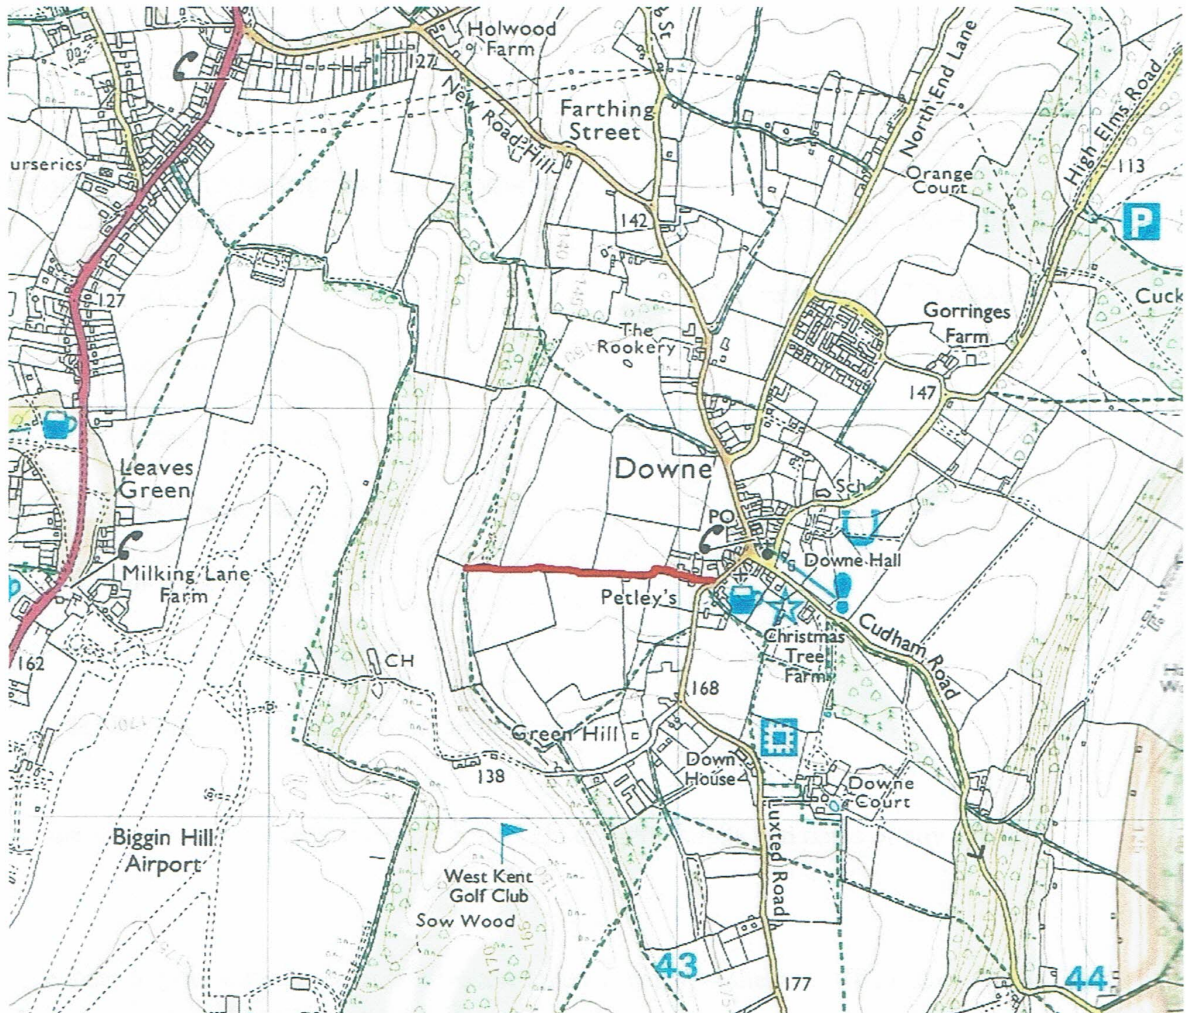 Holwood
Farm
127
New
Road Hill
St
Farthing
Street
North End Lane
High Elms Road
113
urseries
Orange
Court
P
142
127
Cuck
Gorringes
Farm
The
Rookery
147
Leaves
Green
Downe
Sch
PO
Downe Hall
Milking Lane
Farm
Petley's
Christmas
Tree
Farm
Cudham Road
162
CH
168
Green Hill
138
Down
House
Downe
Court
Biggin Hill
Airport
West Kent
Golf Club
Sow Wood
Luxted Road
43
44
177